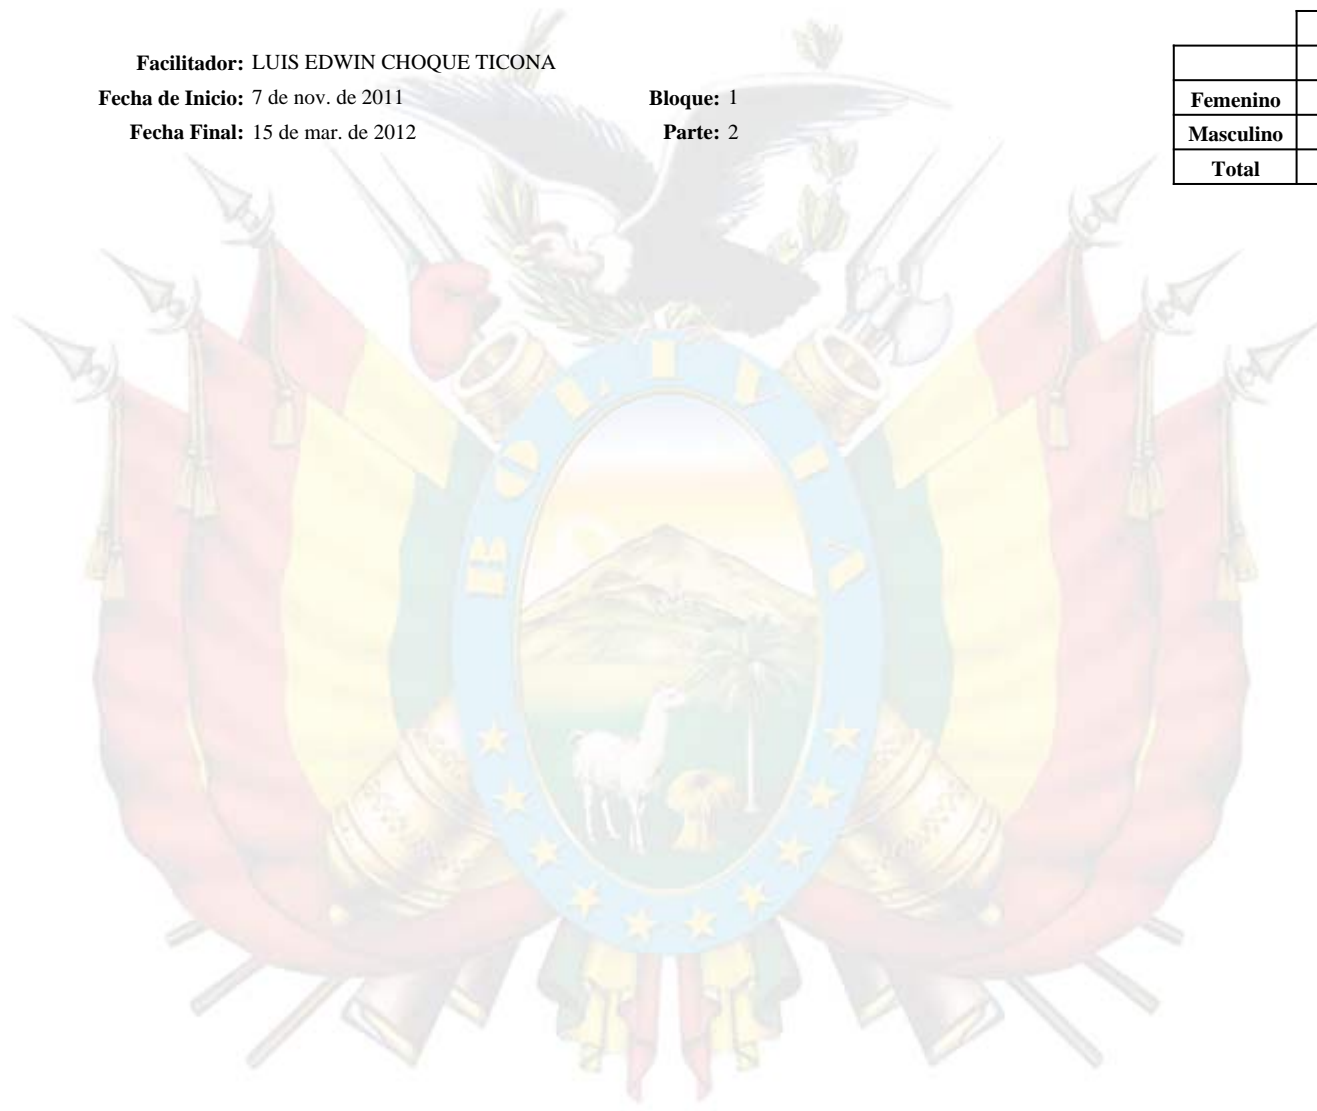 Facilitador: LUIS EDWIN CHOQUE TICONA
Fecha de Inicio: 7 de nov. de 2011 Bloque: 1
Fecha Final: 15 de mar. de 2012 Parte: 2
Femenino
Masculino
Total
BOLIVIA